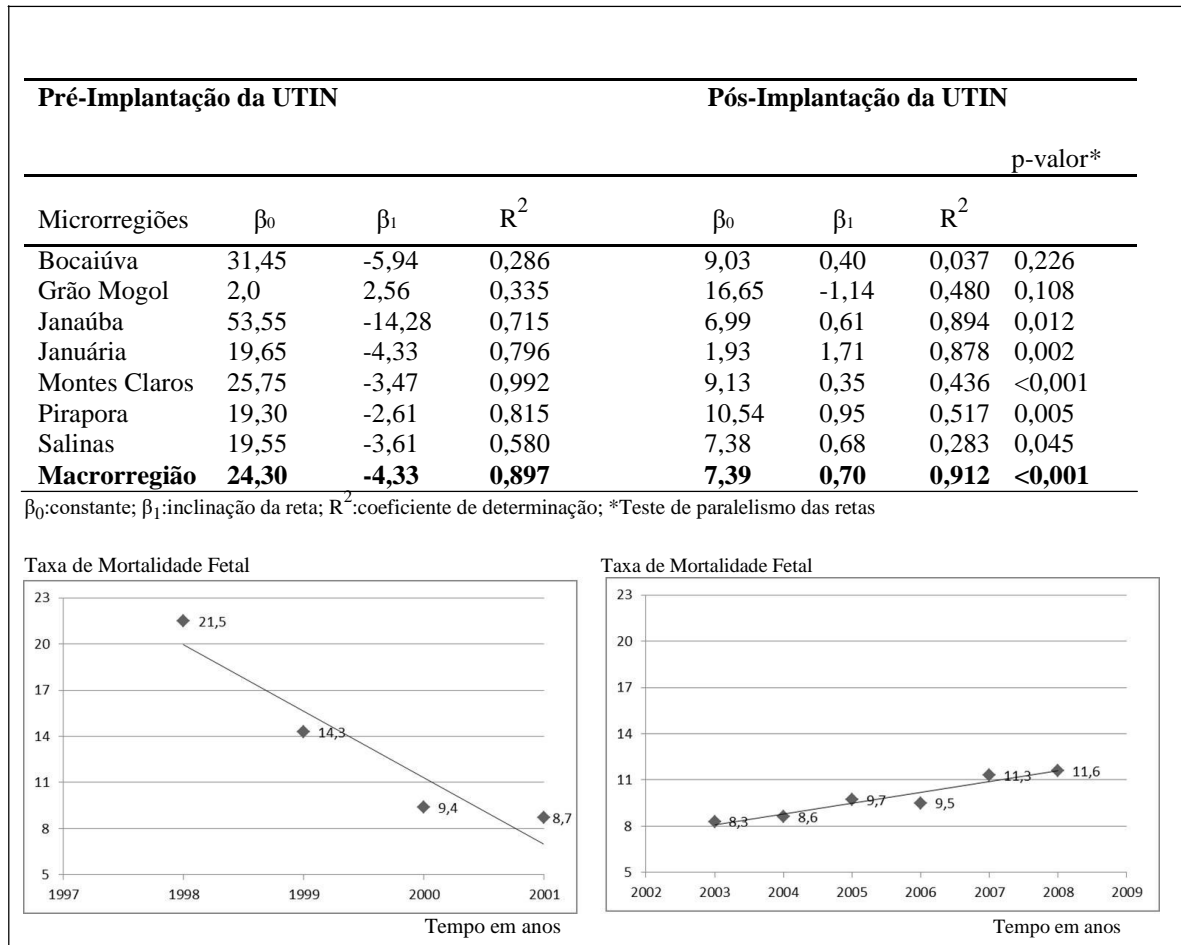 Pré-Implantação da UTIN Pós-Implantação da UTIN
p-valor*
Microrregiões β0 β1 R2 β0 β1 R2
Bocaiúva 31,45 -5,94 0,286 9,03 0,40 0,037 0,226
Grão Mogol 2,0 2,56 0,335 16,65 -1,14 0,480 0,108
Janaúba 53,55 -14,28 0,715 6,99 0,61 0,894 0,012
Januária 19,65 -4,33 0,796 1,93 1,71 0,878 0,002
Montes Claros 25,75 -3,47 0,992 9,13 0,35 0,436 <0,001
Pirapora 19,30 -2,61 0,815 10,54 0,95 0,517 0,005
Salinas 19,55 -3,61 0,580 7,38 0,68 0,283 0,045
Macrorregião 24,30 -4,33 0,897 7,39 0,70 0,912 <0,001
β0:constante; β1:inclinação da reta; R2:coeficiente de determinação; *Teste de paralelismo das retas
Taxa de Mortalidade Fetal
23
20
17
14
11
8
5
21,5
14,3
9,4
8,7
1997 1998 1999 2000 2001
Tempo em anos
Taxa de Mortalidade Fetal
23
20
17
14
11
8
5
8,3
8,6
9,7
9,5
11,3
11,6
2002 2003 2004 2005 2006 2007 2008 2009
Tempo em anos